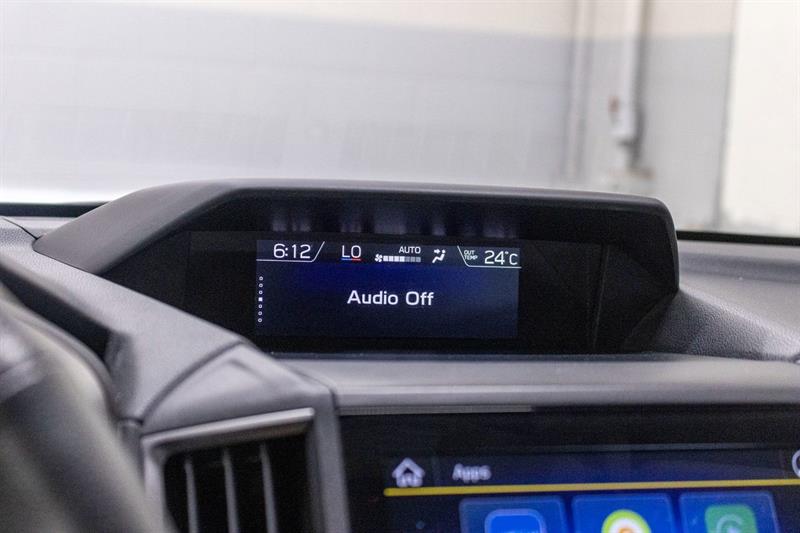 6:12 LO AUTO OUT TEMP 24°C
Audio Off
Apps